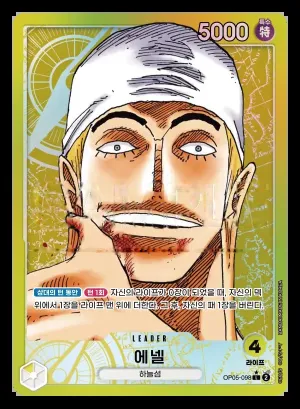 5000
특수
特
상대의 턴 동안 턴 1회 자신의 라이프가 0장이 되었을 때, 자신의 덱
위에서 1장을 라이프 맨 위에 더한다. 그 후, 자신의 패 1장을 버린다.
LEADER
에넬
하늘섬
4
라이프
OP05-098 L 2